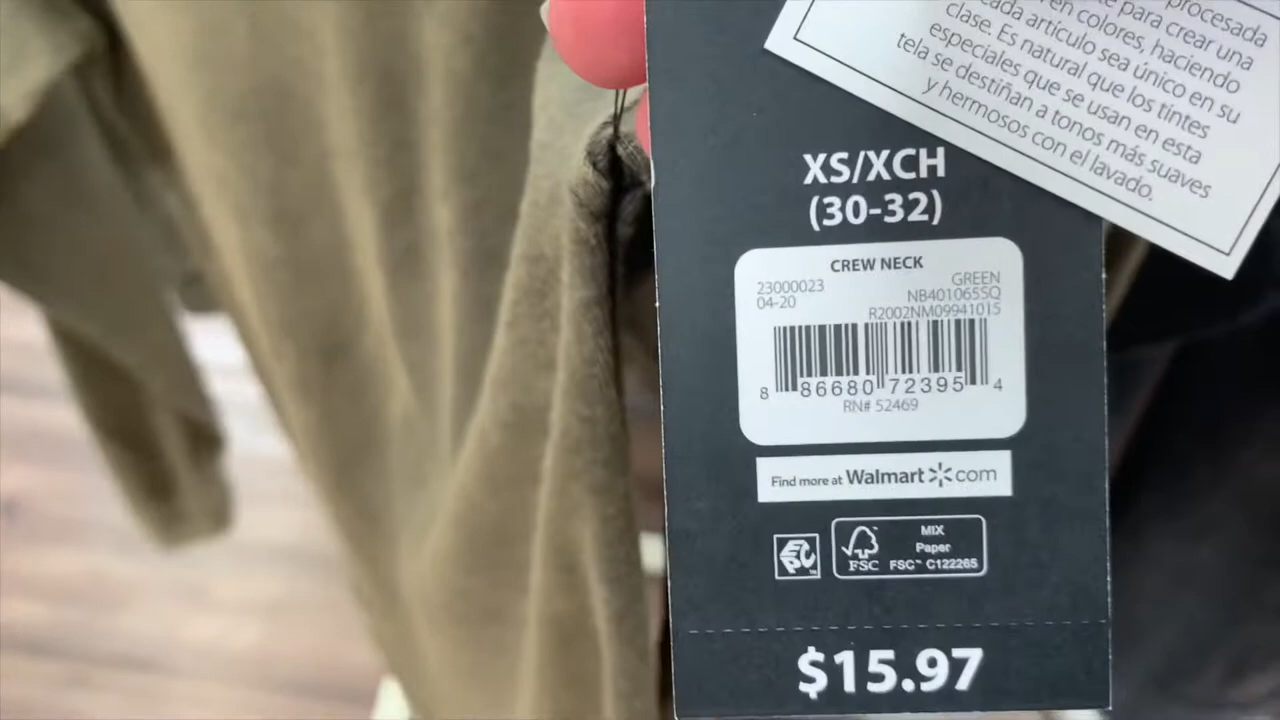 procesada
para crear una
en colores, haciendo
cada artículo sea único en su
clase. Es natural que los tintes
especiales que se usan en esta
tela se destiñan a tonos más suaves
y hermosos con el lavado.
XS/XCH
(30-32)
CREW NECK
23000023 GREEN
04-20 NB401065SQ
R2002NM09941015
8 86680 72395 4
RN# 52469
Find more at Walmart.com
EPC
MIX
Paper
FSC FSC™ C122265
$15.97